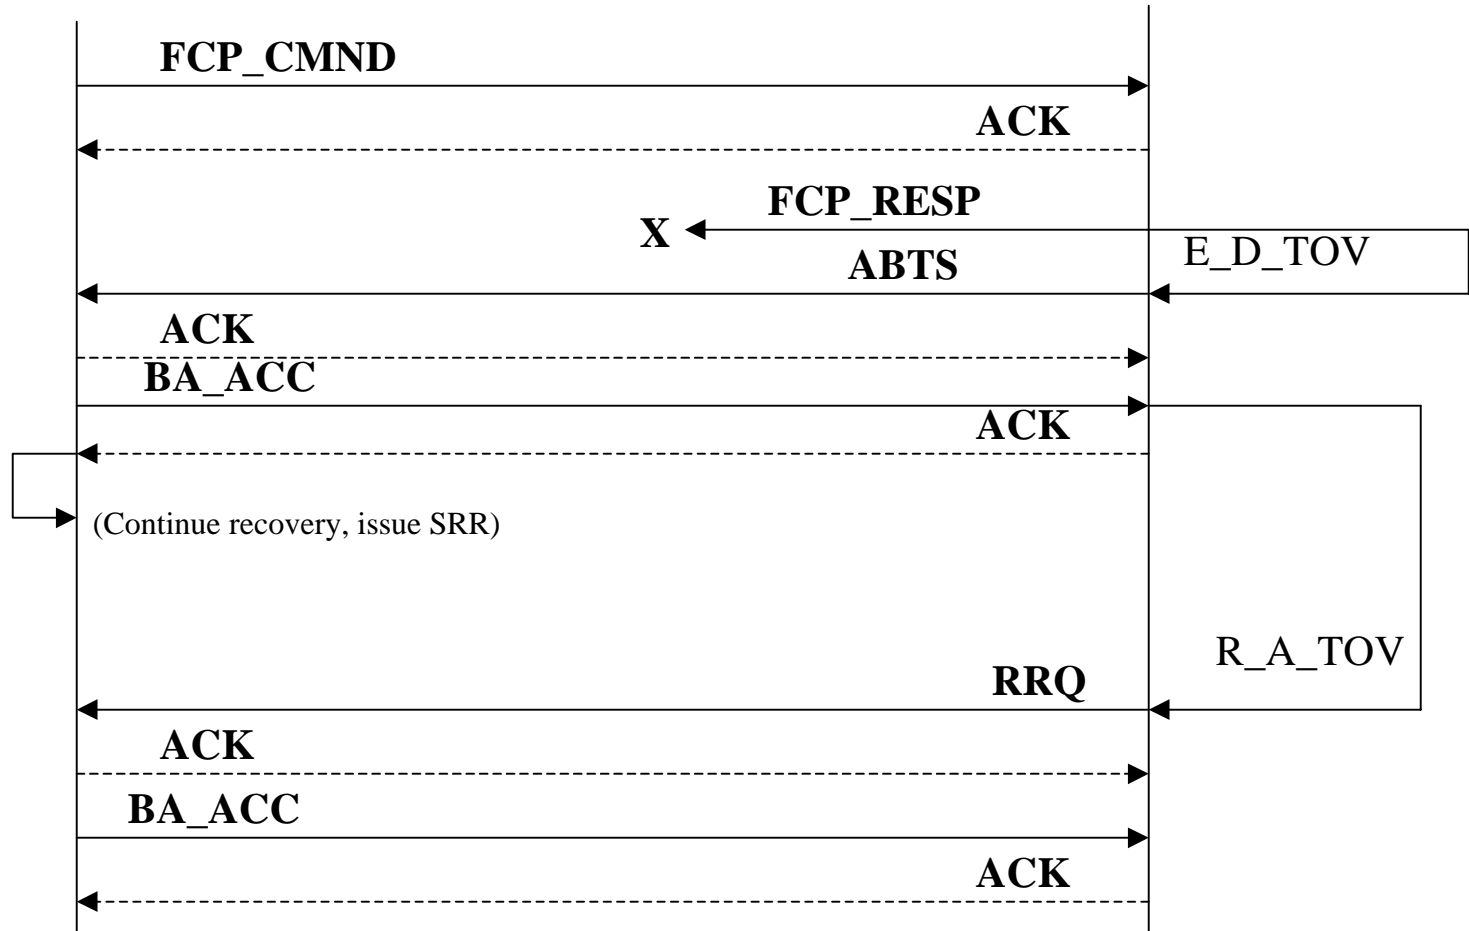 FCP_CMND
ACK
FCP_RESP
X
E_D_TOV
ABTS
ACK
BA_ACC
ACK
(Continue recovery, issue SRR)
R_A_TOV
RRQ
ACK
BA_ACC
ACK